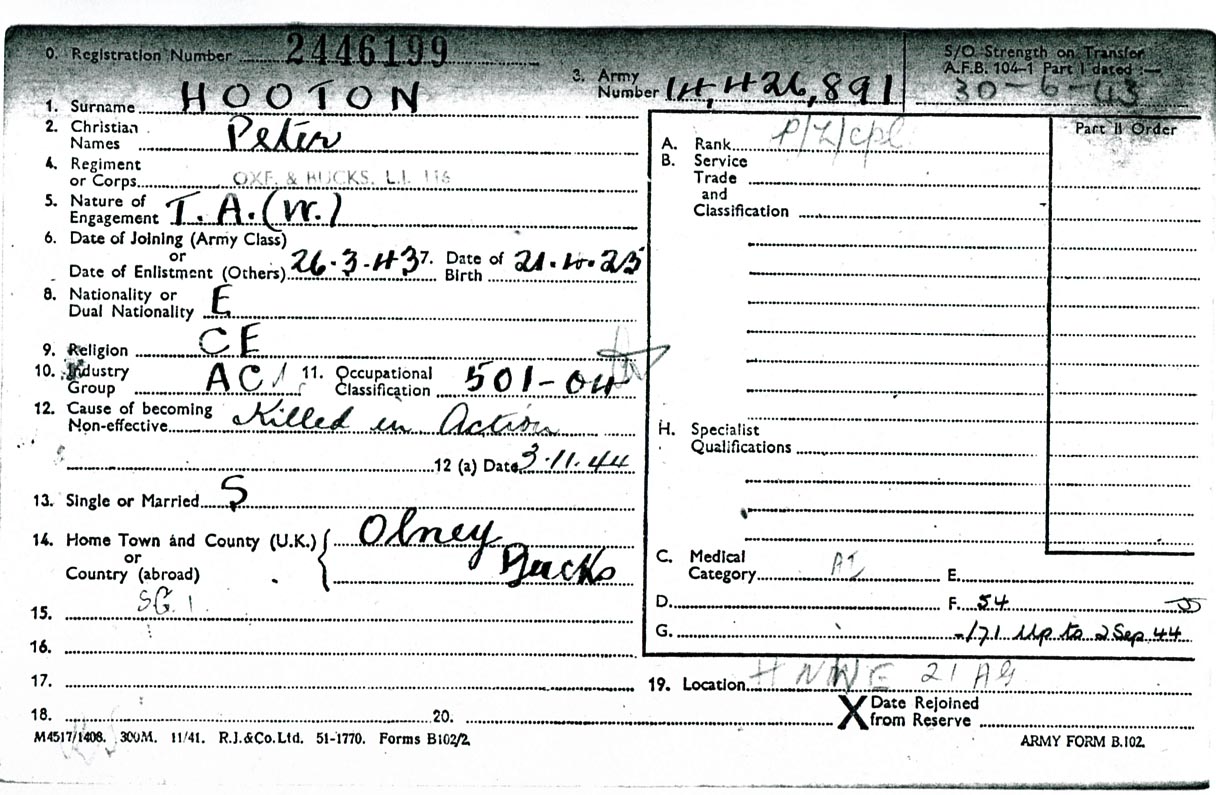 0. Registration Number 2446199
S/O Strength on Transfer
A.F.B. 104-1 Part I dated :—
30-6-43
1. Surname HOOTON
3. Army Number 14,426,891
2. Christian Names Peter
4. Regiment or Corps OXF. & BUCKS. L.I. 116
5. Nature of Engagement T.A.(W.)
6. Date of Joining (Army Class)
or
Date of Enlistment (Others) 26.3.43
7. Date of Birth
8. Nationality or Dual Nationality E
9. Religion CE
10. Industry Group AC
11. Occupational Classification 501-04
12. Cause of becoming Non-effective Killed in Action
12 (a) Date 3.11.44
13. Single or Married S
14. Home Town and County (U.K.)
or
Country (abroad)
Olney
Bucks
15. SG.1.
16.
17.
18.
20.
M4517/1408. 300M. 11/41. R.J.&Co.Ltd. 51-1770. Forms B102/2.
Part II Order
A. Rank P/L/cpl
B. Service
Trade
and
Classification
H. Specialist
Qualifications
C. Medical
Category A1
E.
D.
F. 54
G. -171 Up to 2 Sep 44
19. Location NWE 21 AG
X Date Rejoined
from Reserve
ARMY FORM B.102.